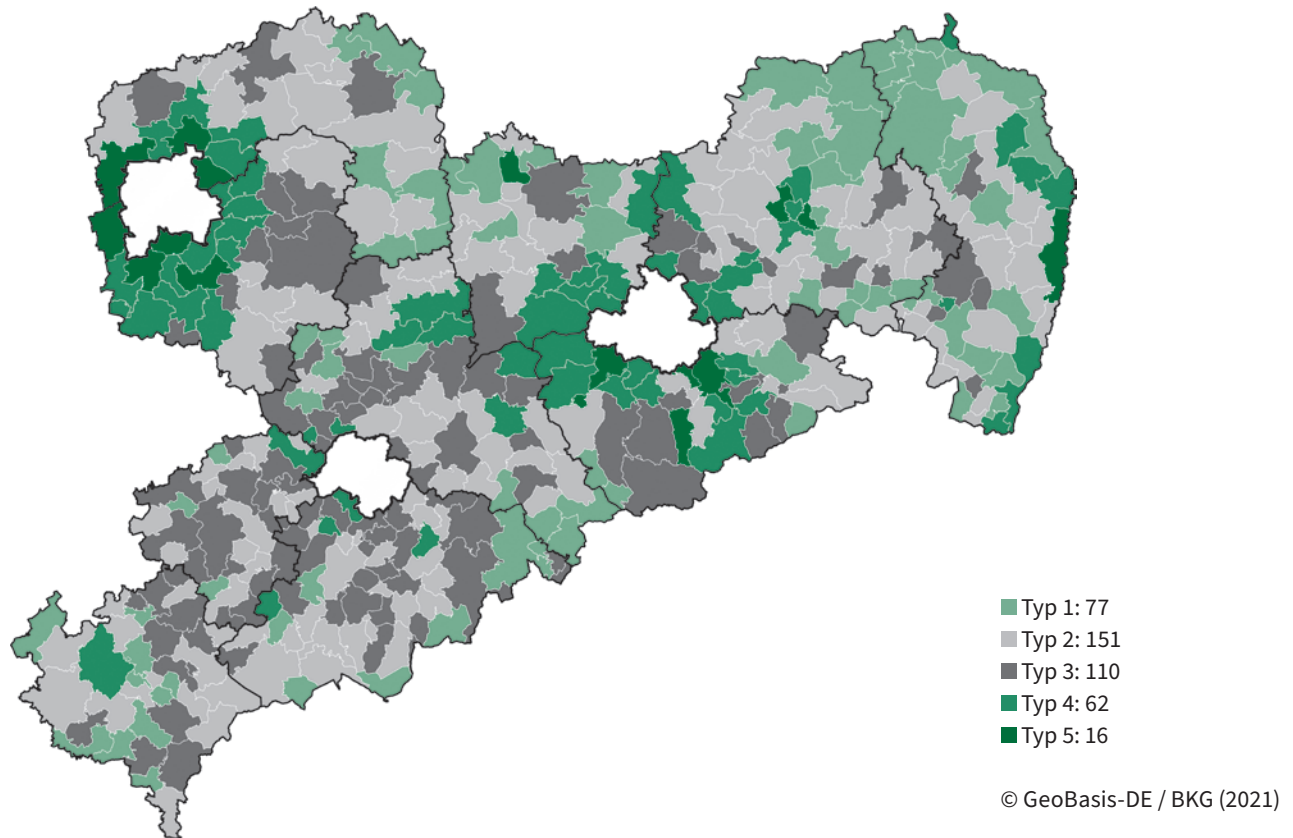 Typ 1: 77
Typ 2: 151
Typ 3: 110
Typ 4: 62
Typ 5: 16
© GeoBasis-DE / BKG (2021)